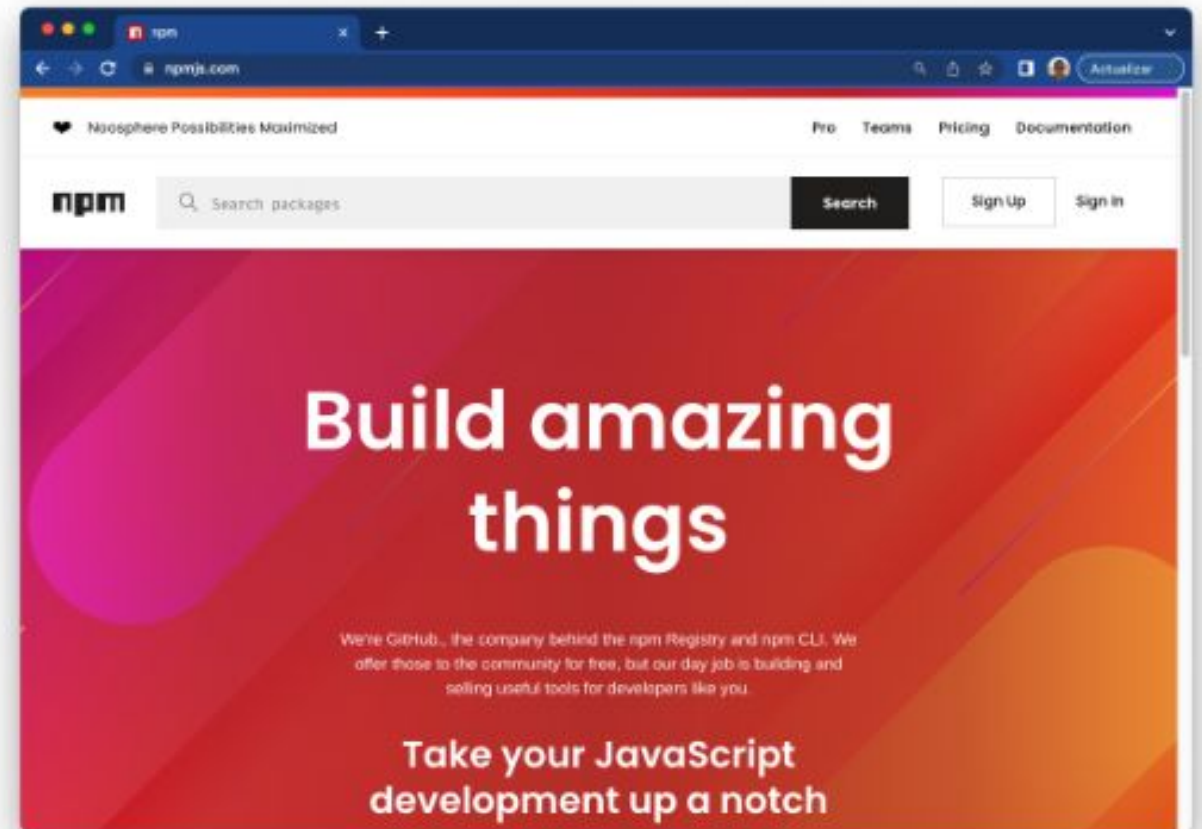 npm
npmjs.com
Actualizar
Noosphere Possibilities Maximized
Pro Teams Pricing Documentation
npm Search packages Search Sign Up Sign In
Build amazing
things
We're GitHub., the company behind the npm Registry and npm CLI. We
offer those to the community for free, but our day job is building and
selling useful tools for developers like you.
Take your JavaScript
development up a notch